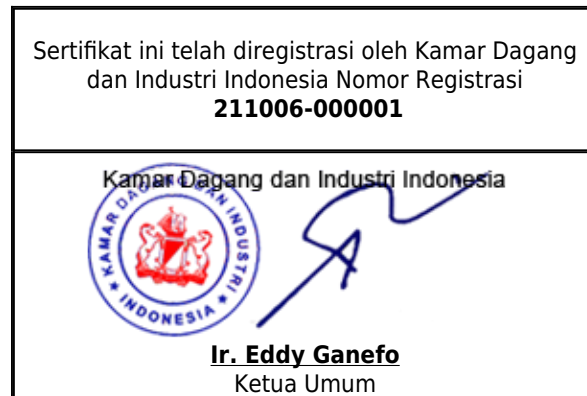 Sertifikat ini telah diregistrasi oleh Kamar Dagang
dan Industri Indonesia Nomor Registrasi
211006-000001
Kamar Dagang dan Industri Indonesia
KAMAR DAGANG DAN INDUSTRI
INDONESIA
Ir. Eddy Ganefo
Ketua Umum